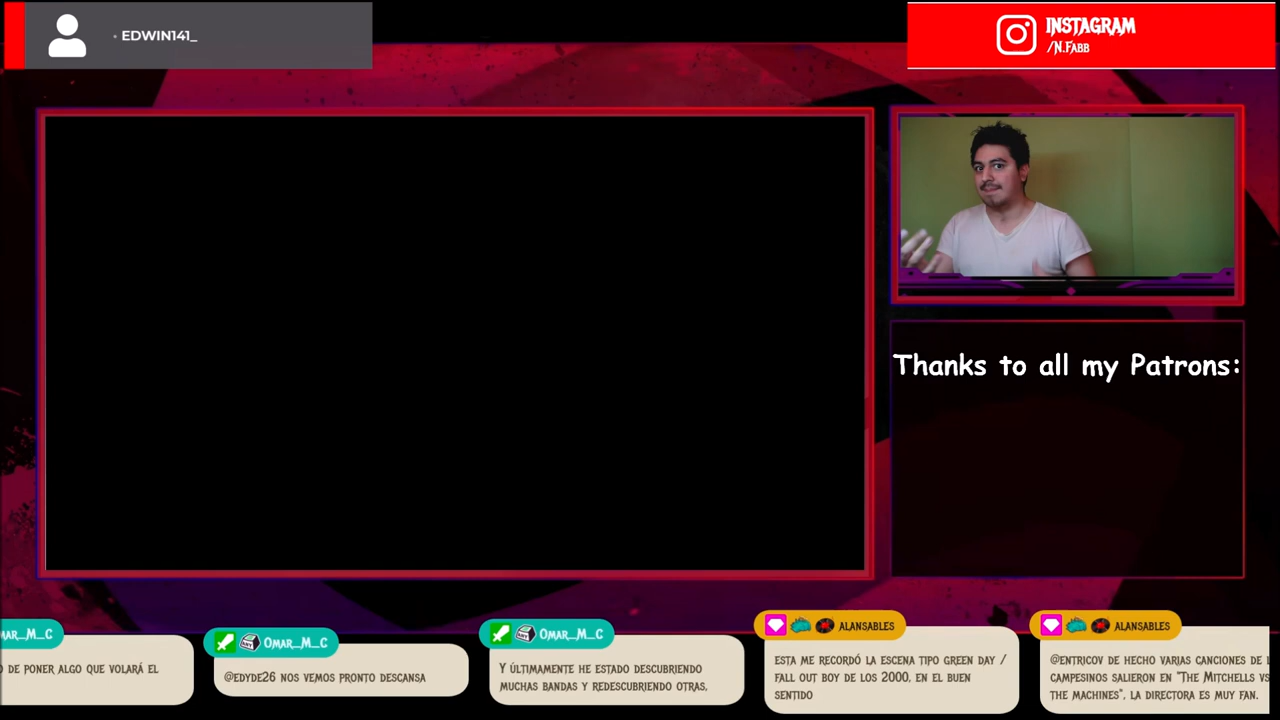 • EDWIN141_
INSTAGRAM
/N.FABB
Thanks to all my Patrons:
MAR_M_C
O DE PONER ALGO QUE VOLARÁ EL
OMAR_M_C
@EDYDE26 NOS VEMOS PRONTO DESCANSA
OMAR_M_C
Y ÚLTIMAMENTE HE ESTADO DESCUBRIENDO
MUCHAS BANDAS Y REDESCUBRIENDO OTRAS,
ALANSABLES
ESTA ME RECORDÓ LA ESCENA TIPO GREEN DAY /
FALL OUT BOY DE LOS 2000, EN EL BUEN
SENTIDO
ALANSABLES
@ENTRICOV DE HECHO VARIAS CANCIONES DE
CAMPESINOS SALIERON EN "THE MITCHELLS VS
THE MACHINES", LA DIRECTORA ES MUY FAN.